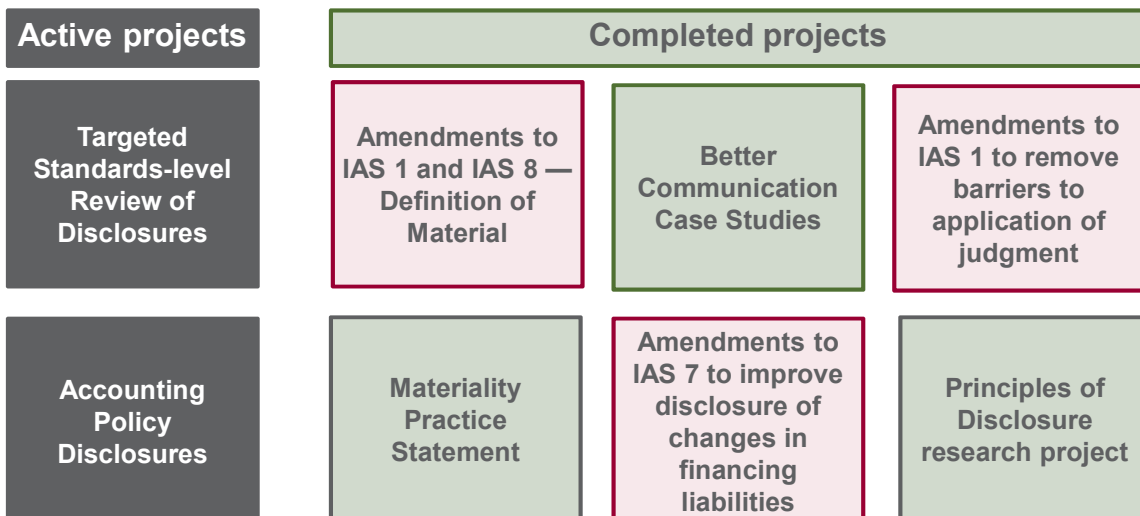 Active projects
Completed projects
Targeted
Standards-level
Review of
Disclosures
Amendments to
IAS 1 and IAS 8 —
Definition of
Material
Better
Communication
Case Studies
Amendments to
IAS 1 to remove
barriers to
application of
judgment
Accounting
Policy
Disclosures
Materiality
Practice
Statement
Amendments to
IAS 7 to improve
disclosure of
changes in
financing
liabilities
Principles of
Disclosure
research project